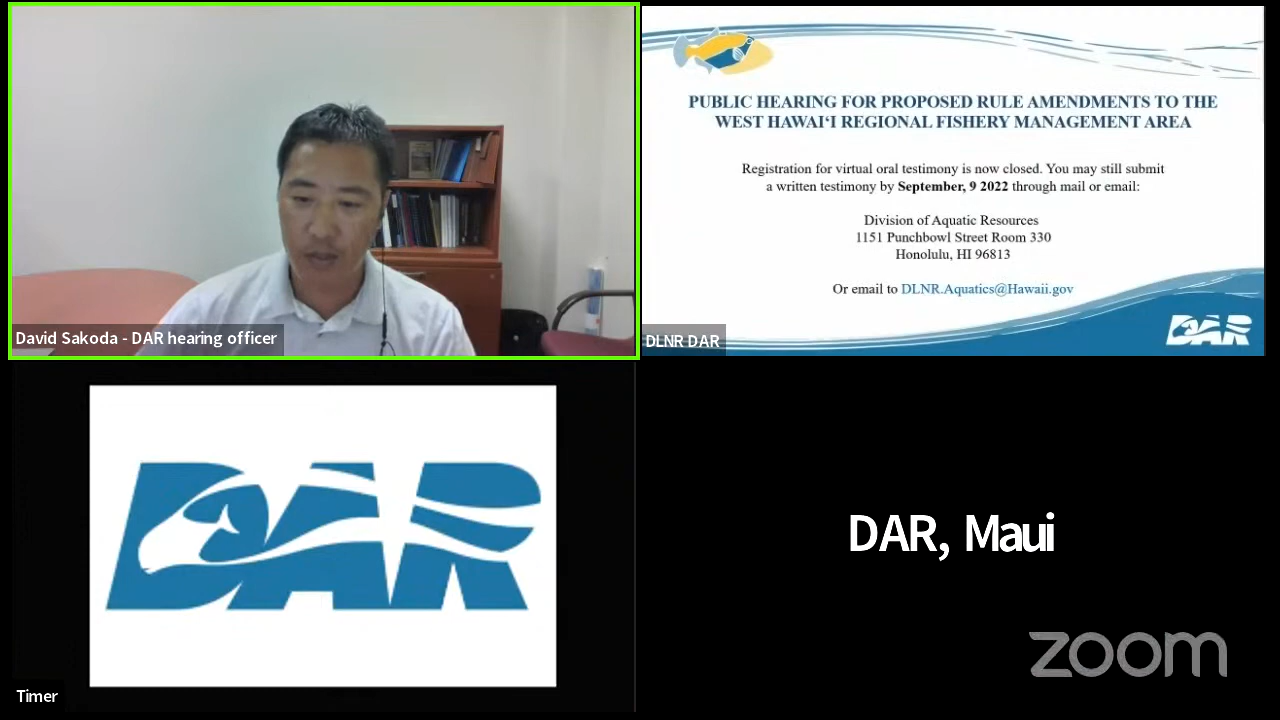 David Sakoda - DAR hearing officer
PUBLIC HEARING FOR PROPOSED RULE AMENDMENTS TO THE
WEST HAWAIʻI REGIONAL FISHERY MANAGEMENT AREA
Registration for virtual oral testimony is now closed. You may still submit
a written testimony by September, 9 2022 through mail or email:
Division of Aquatic Resources
1151 Punchbowl Street Room 330
Honolulu, HI 96813
Or email to DLNR.Aquatics@Hawaii.gov
DAR
DLNR DAR
DAR
Timer
DAR, Maui
zoom